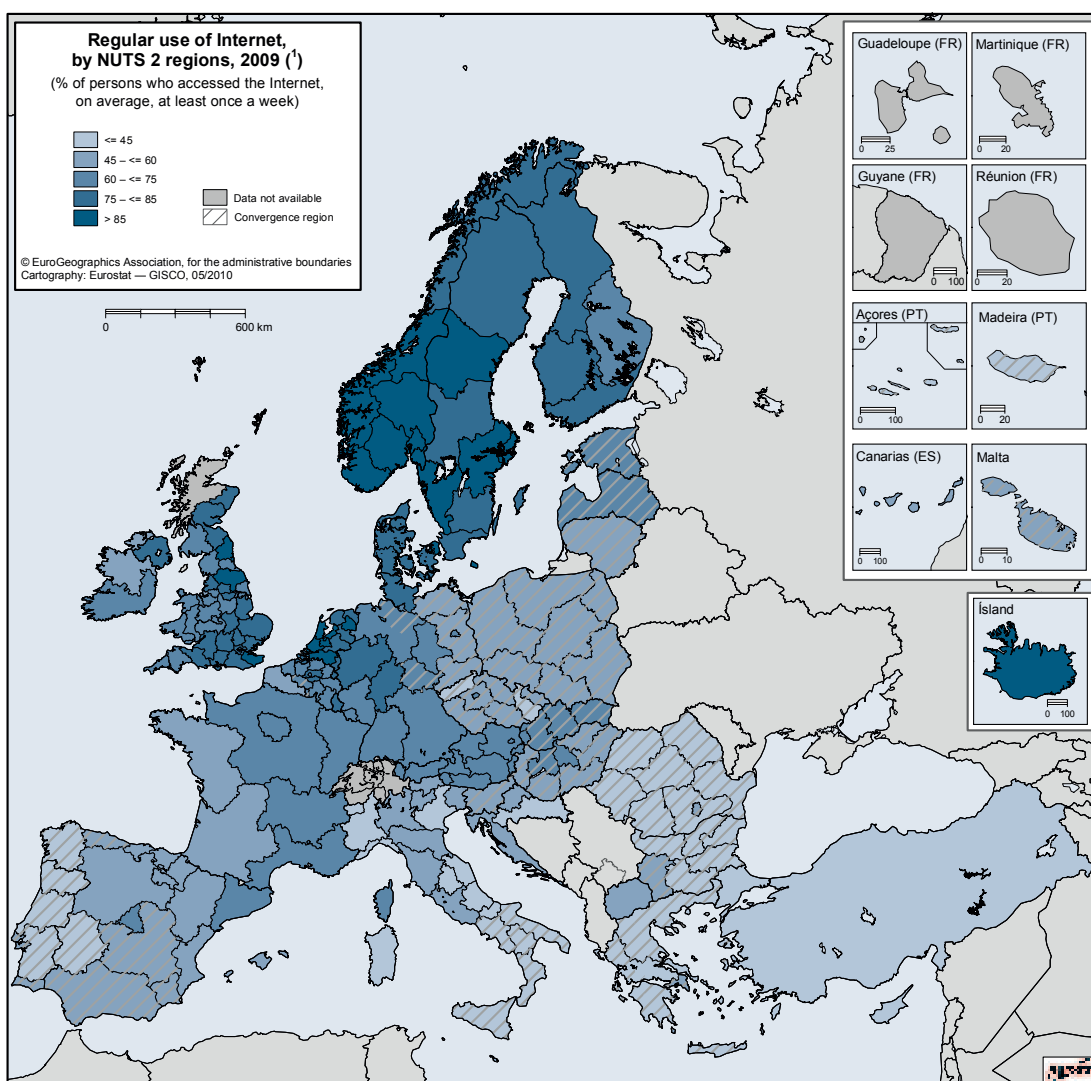 Regular use of Internet,
by NUTS 2 regions, 2009 (¹)
(% of persons who accessed the Internet,
on average, at least once a week)
<= 45
45 – <= 60
60 – <= 75
75 – <= 85
> 85
Data not available
Convergence region
© EuroGeographics Association, for the administrative boundaries
Cartography: Eurostat — GISCO, 05/2010
0 600 km
Guadeloupe (FR)
0 25
Martinique (FR)
0 20
Guyane (FR)
0 100
Réunion (FR)
0 20
Açores (PT)
0 100
Madeira (PT)
0 20
Canarias (ES)
0 100
Malta
0 10
Ísland
0 100